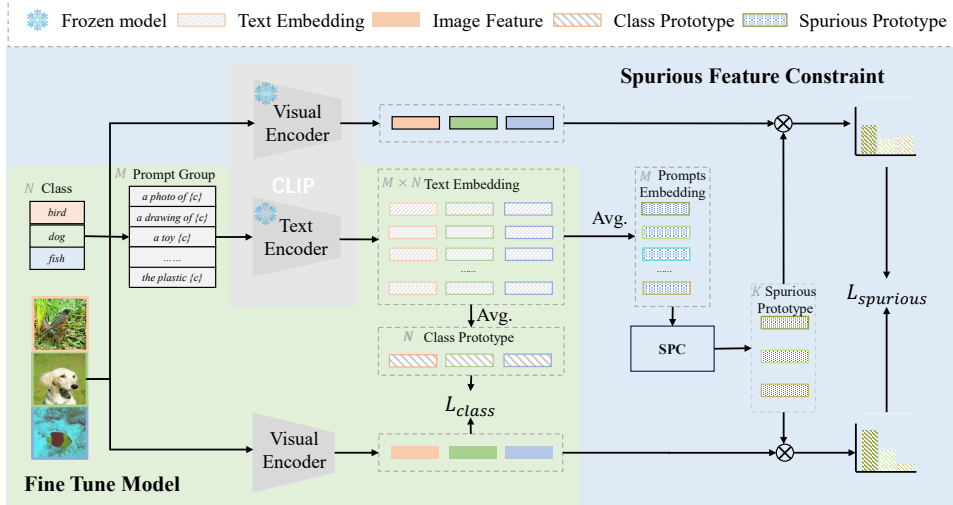 Frozen model
Text Embedding
Image Feature
Class Prototype
Spurious Prototype
Spurious Feature Constraint
Visual
Encoder
N Class
bird
dog
fish
M Prompt Group
a photo of {c}
a drawing of {c}
a toy {c}
... ...
the plastic {c}
CLIP
Text
Encoder
M × N Text Embedding
......
Avg.
M Prompts
Embedding
......
Avg.
N Class Prototype
L_class
SPC
K Spurious
Prototype
L_spurious
Visual
Encoder
Fine Tune Model